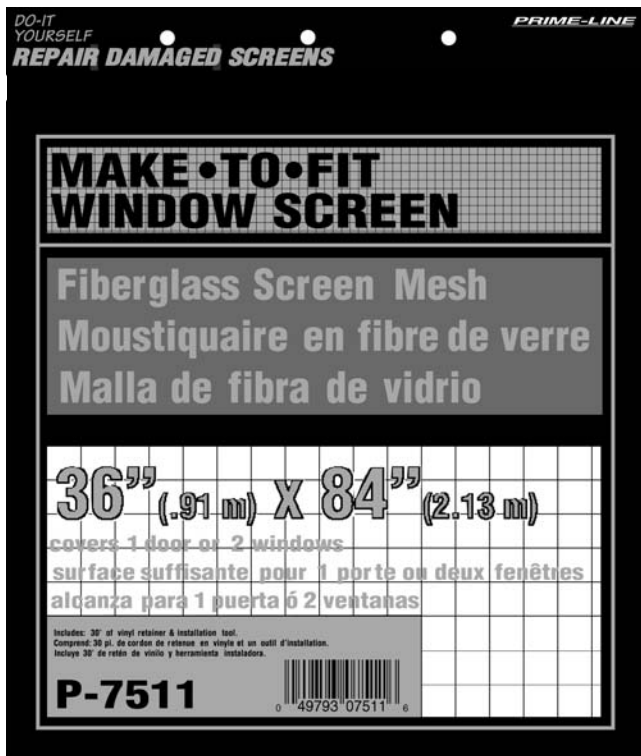 DO-IT
YOURSELF
REPAIR DAMAGED SCREENS
PRIME-LINE
MAKE•TO•FIT
WINDOW SCREEN
Fiberglass Screen Mesh
Moustiquaire en fibre de verre
Malla de fibra de vidrio
36” (.91 m) X 84” (2.13 m)
covers 1 door or 2 windows
surface suffisante pour 1 porte ou deux fenêtres
alcanza para 1 puerta ó 2 ventanas
Includes: 30' of vinyl retainer & installation tool.
Comprend: 30 pi. de cordon de retenue en vinyle et un outil d'installation.
Incluye 30' de retén de vinilo y herramienta instaladora.
P-7511
0 49793 07511 6